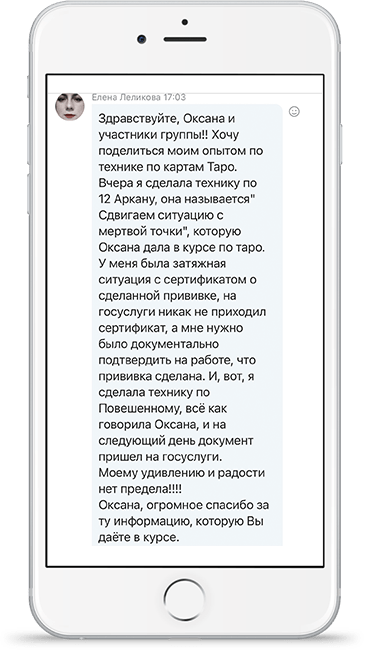 Елена Леликова 17:03
Здравствуйте, Оксана и
участники группы!! Хочу
поделиться моим опытом по
технике по картам Таро.
Вчера я сделала технику по
12 Аркану, она называется"
Сдвигаем ситуацию с
мертвой точки", которую
Оксана дала в курсе по таро.
У меня была затяжная
ситуация с сертификатом о
сделанной прививке, на
госуслуги никак не приходил
сертификат, а мне нужно
было документально
подтвердить на работе, что
прививка сделана. И, вот, я
сделала технику по
Повешенному, всё как
говорила Оксана, и на
следующий день документ
пришел на госуслуги.
Моему удивлению и радости
нет предела!!!!
Оксана, огромное спасибо за
ту информацию, которую Вы
даёте в курсе.